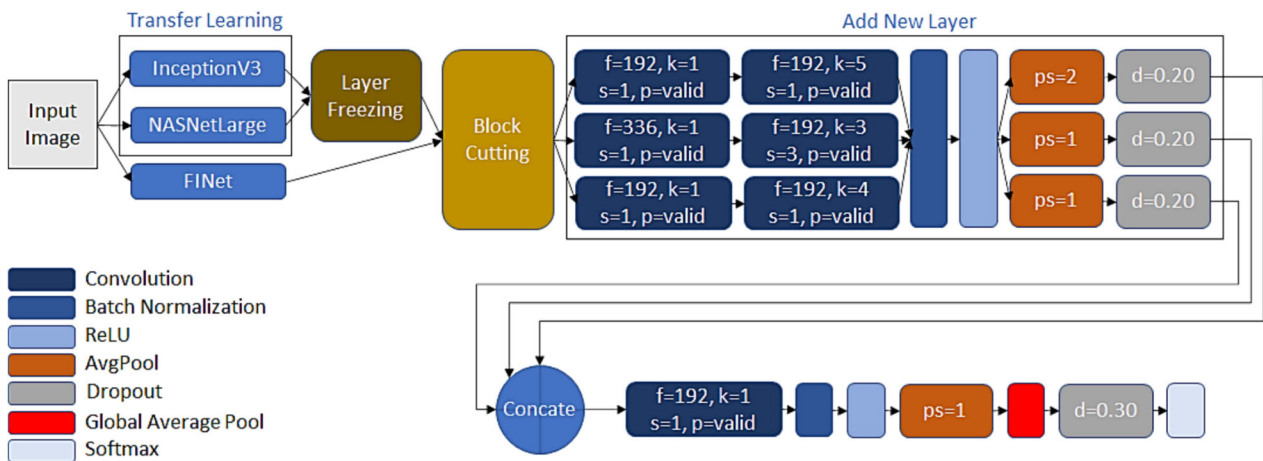 Transfer Learning
Add New Layer
Input
Image
InceptionV3
NASNetLarge
FINet
Layer
Freezing
Block
Cutting
f=192, k=1
s=1, p=valid
f=192, k=5
s=1, p=valid
f=336, k=1
s=1, p=valid
f=192, k=3
s=3, p=valid
f=192, k=1
s=1, p=valid
f=192, k=4
s=1, p=valid
ps=2
d=0.20
ps=1
d=0.20
ps=1
d=0.20
Convolution
Batch Normalization
ReLU
AvgPool
Dropout
Global Average Pool
Softmax
Concate
f=192, k=1
s=1, p=valid
ps=1
d=0.30